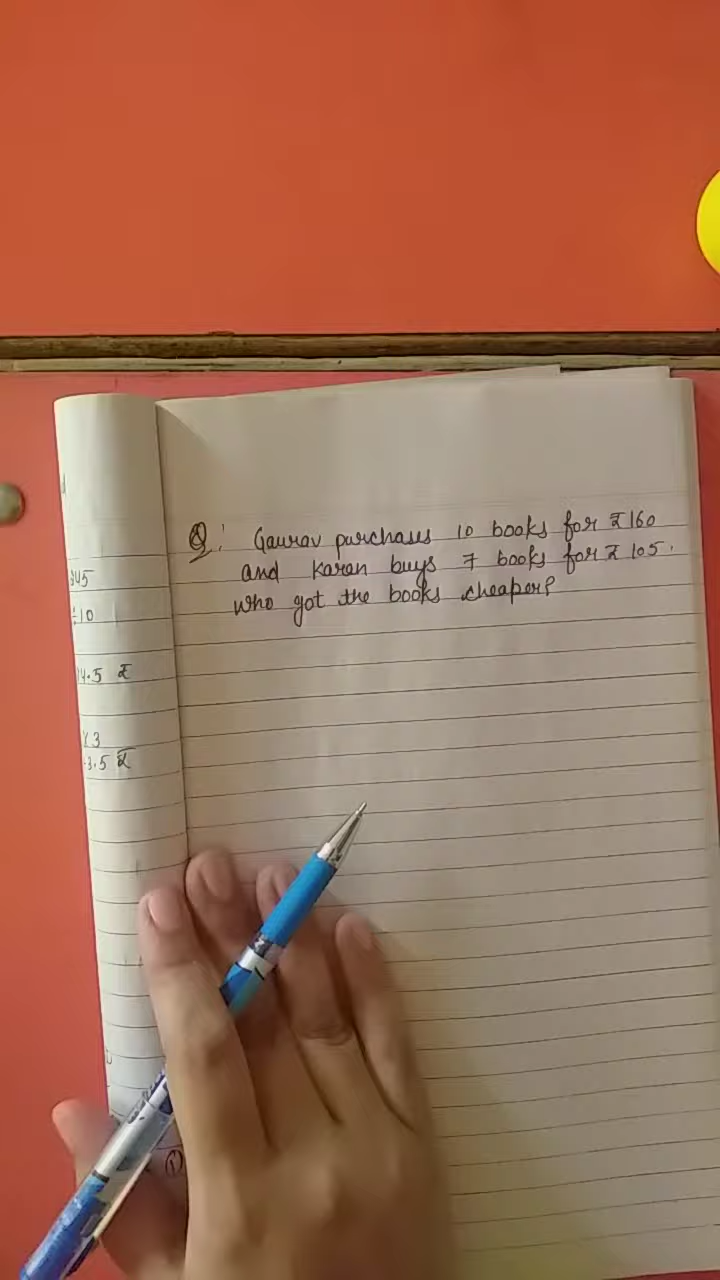 Q: Gaurav purchases 10 books for ₹160
and Karan buys 7 books for ₹ 105.
who got the books cheaper?
345
÷10
14.5 ₹
x 3
3.5 ₹
(i)